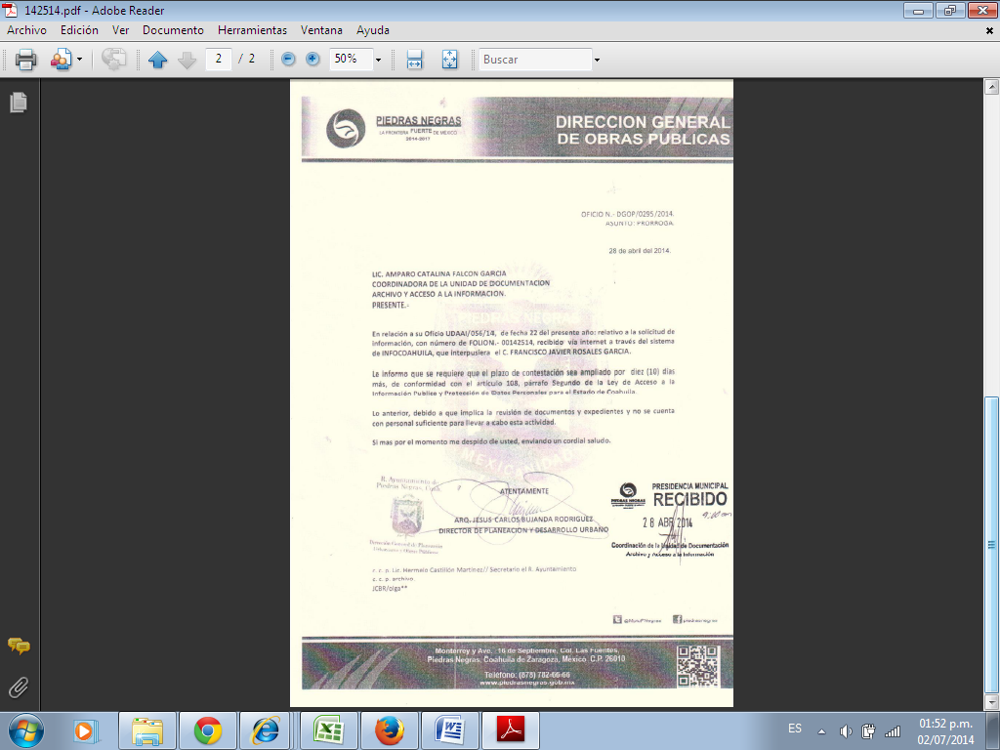 142514.pdf - Adobe Reader
Archivo Edición Ver Documento Herramientas Ventana Ayuda
2 / 2 50% Buscar
PIEDRAS NEGRAS
LA FRONTERA FUERTE DE MÉXICO
2014-2017
DIRECCION GENERAL
DE OBRAS PÚBLICAS
OFICIO N.- DGOP/0295/2014.
ASUNTO: PRORROGA.
28 de abril del 2014.
LIC. AMPARO CATALINA FALCON GARCIA
COORDINADORA DE LA UNIDAD DE DOCUMENTACION
ARCHIVO Y ACCESO A LA INFORMACIÓN.
PRESENTE.-
En relación a su Oficio UDAAI/056/14, de fecha 22 del presente año: relativo a la solicitud de
información, con número de FOLION.- 00142514, recibido vía internet a través del sistema
de INFOCOAHUILA, que interpusiera el C. FRANCISCO JAVIER ROSALES GARCIA.
Le informo que se requiere que el plazo de contestación sea ampliado por diez (10) días
más, de conformidad con el artículo 108, párrafo Segundo de la Ley de Acceso a la
Información Publica y Protención de Datos Personales para el Estado de Coahuila.
Lo anterior, debido a que implica la revisión de documentos y expedientes y no se cuenta
con personal suficiente para llevar a cabo esta actividad.
Si mas por el momento me despido de usted, enviando un cordial saludo.
PIEDRAS NEGRAS
MEXICANIDAD
R. Ayuntamiento de
Piedras Negras, Coah.
ATENTAMENTE
ARQ. JESUS CARLOS BUJANDA RODRIGUEZ
DIRECTOR DE PLANEACION Y DESARROLLO URBANO
Dirección General de Planeación
Urbanismo y Obras Públicas
PIEDRAS NEGRAS
PRESIDENCIA MUNICIPAL
RECIBIDO
28 ABR 2014
Coordinación de la Unidad de Documentación
Archivo y Acceso a la Información
c. c. p. Lic. Hermelo Castillón Martínez// Secretario el R. Ayuntamiento
c. c. p. archivo.
JCBR/olga**
@MunoPNegras piedrasnegras
Monterrey y Ave. 16 de Septiembre, Col. Las Fuentes,
Piedras Negras, Coahuila de Zaragoza, México. C.P. 26010
Teléfono: (878) 782-66-66
www.piedrasnegras.gob.mx
ES
01:52 p.m.
02/07/2014